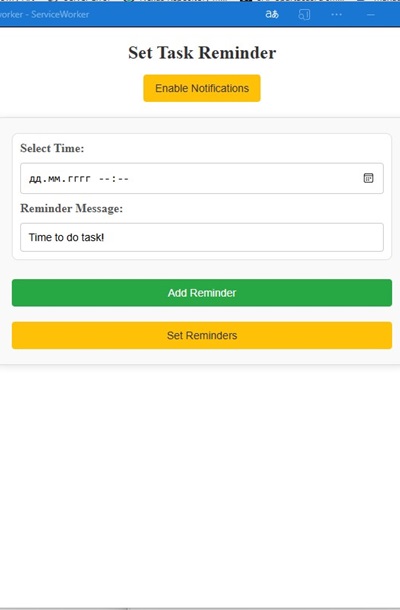 orker - ServiceWorker
Set Task Reminder
Enable Notifications
Select Time:
дд.мм.гггг --:--
Reminder Message:
Time to do task!
Add Reminder
Set Reminders